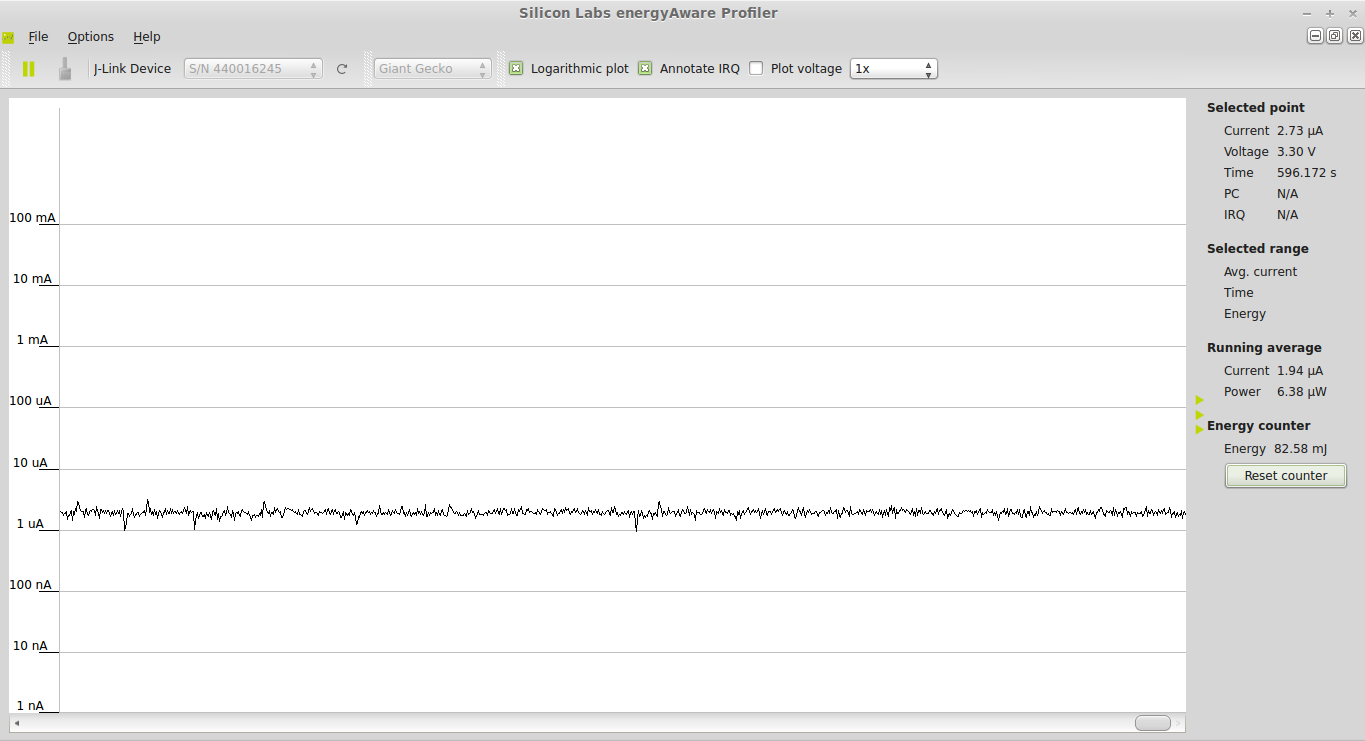 Silicon Labs energyAware Profiler
File Options Help
J-Link Device S/N 440016245 Giant Gecko Logarithmic plot Annotate IRQ Plot voltage 1x
100 mA
10 mA
1 mA
100 uA
10 uA
1 uA
100 nA
10 nA
1 nA
Selected point
Current 2.73 µA
Voltage 3.30 V
Time 596.172 s
PC N/A
IRQ N/A
Selected range
Avg. current
Time
Energy
Running average
Current 1.94 µA
Power 6.38 µW
Energy counter
Energy 82.58 mJ
Reset counter